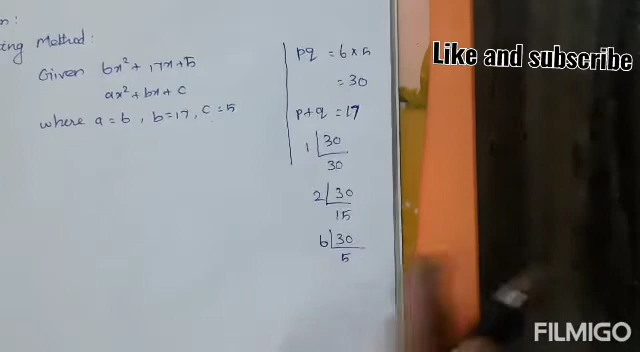 n:
ing Method:
Given 6x² + 17x + 5
ax² + bx + c
where a = 6 , b = 17 , c = 5
pq = 6 × 5
= 30
p+q = 17
1 | 30
30
2 | 30
15
6 | 30
5
Like and subscribe
FILMIGO